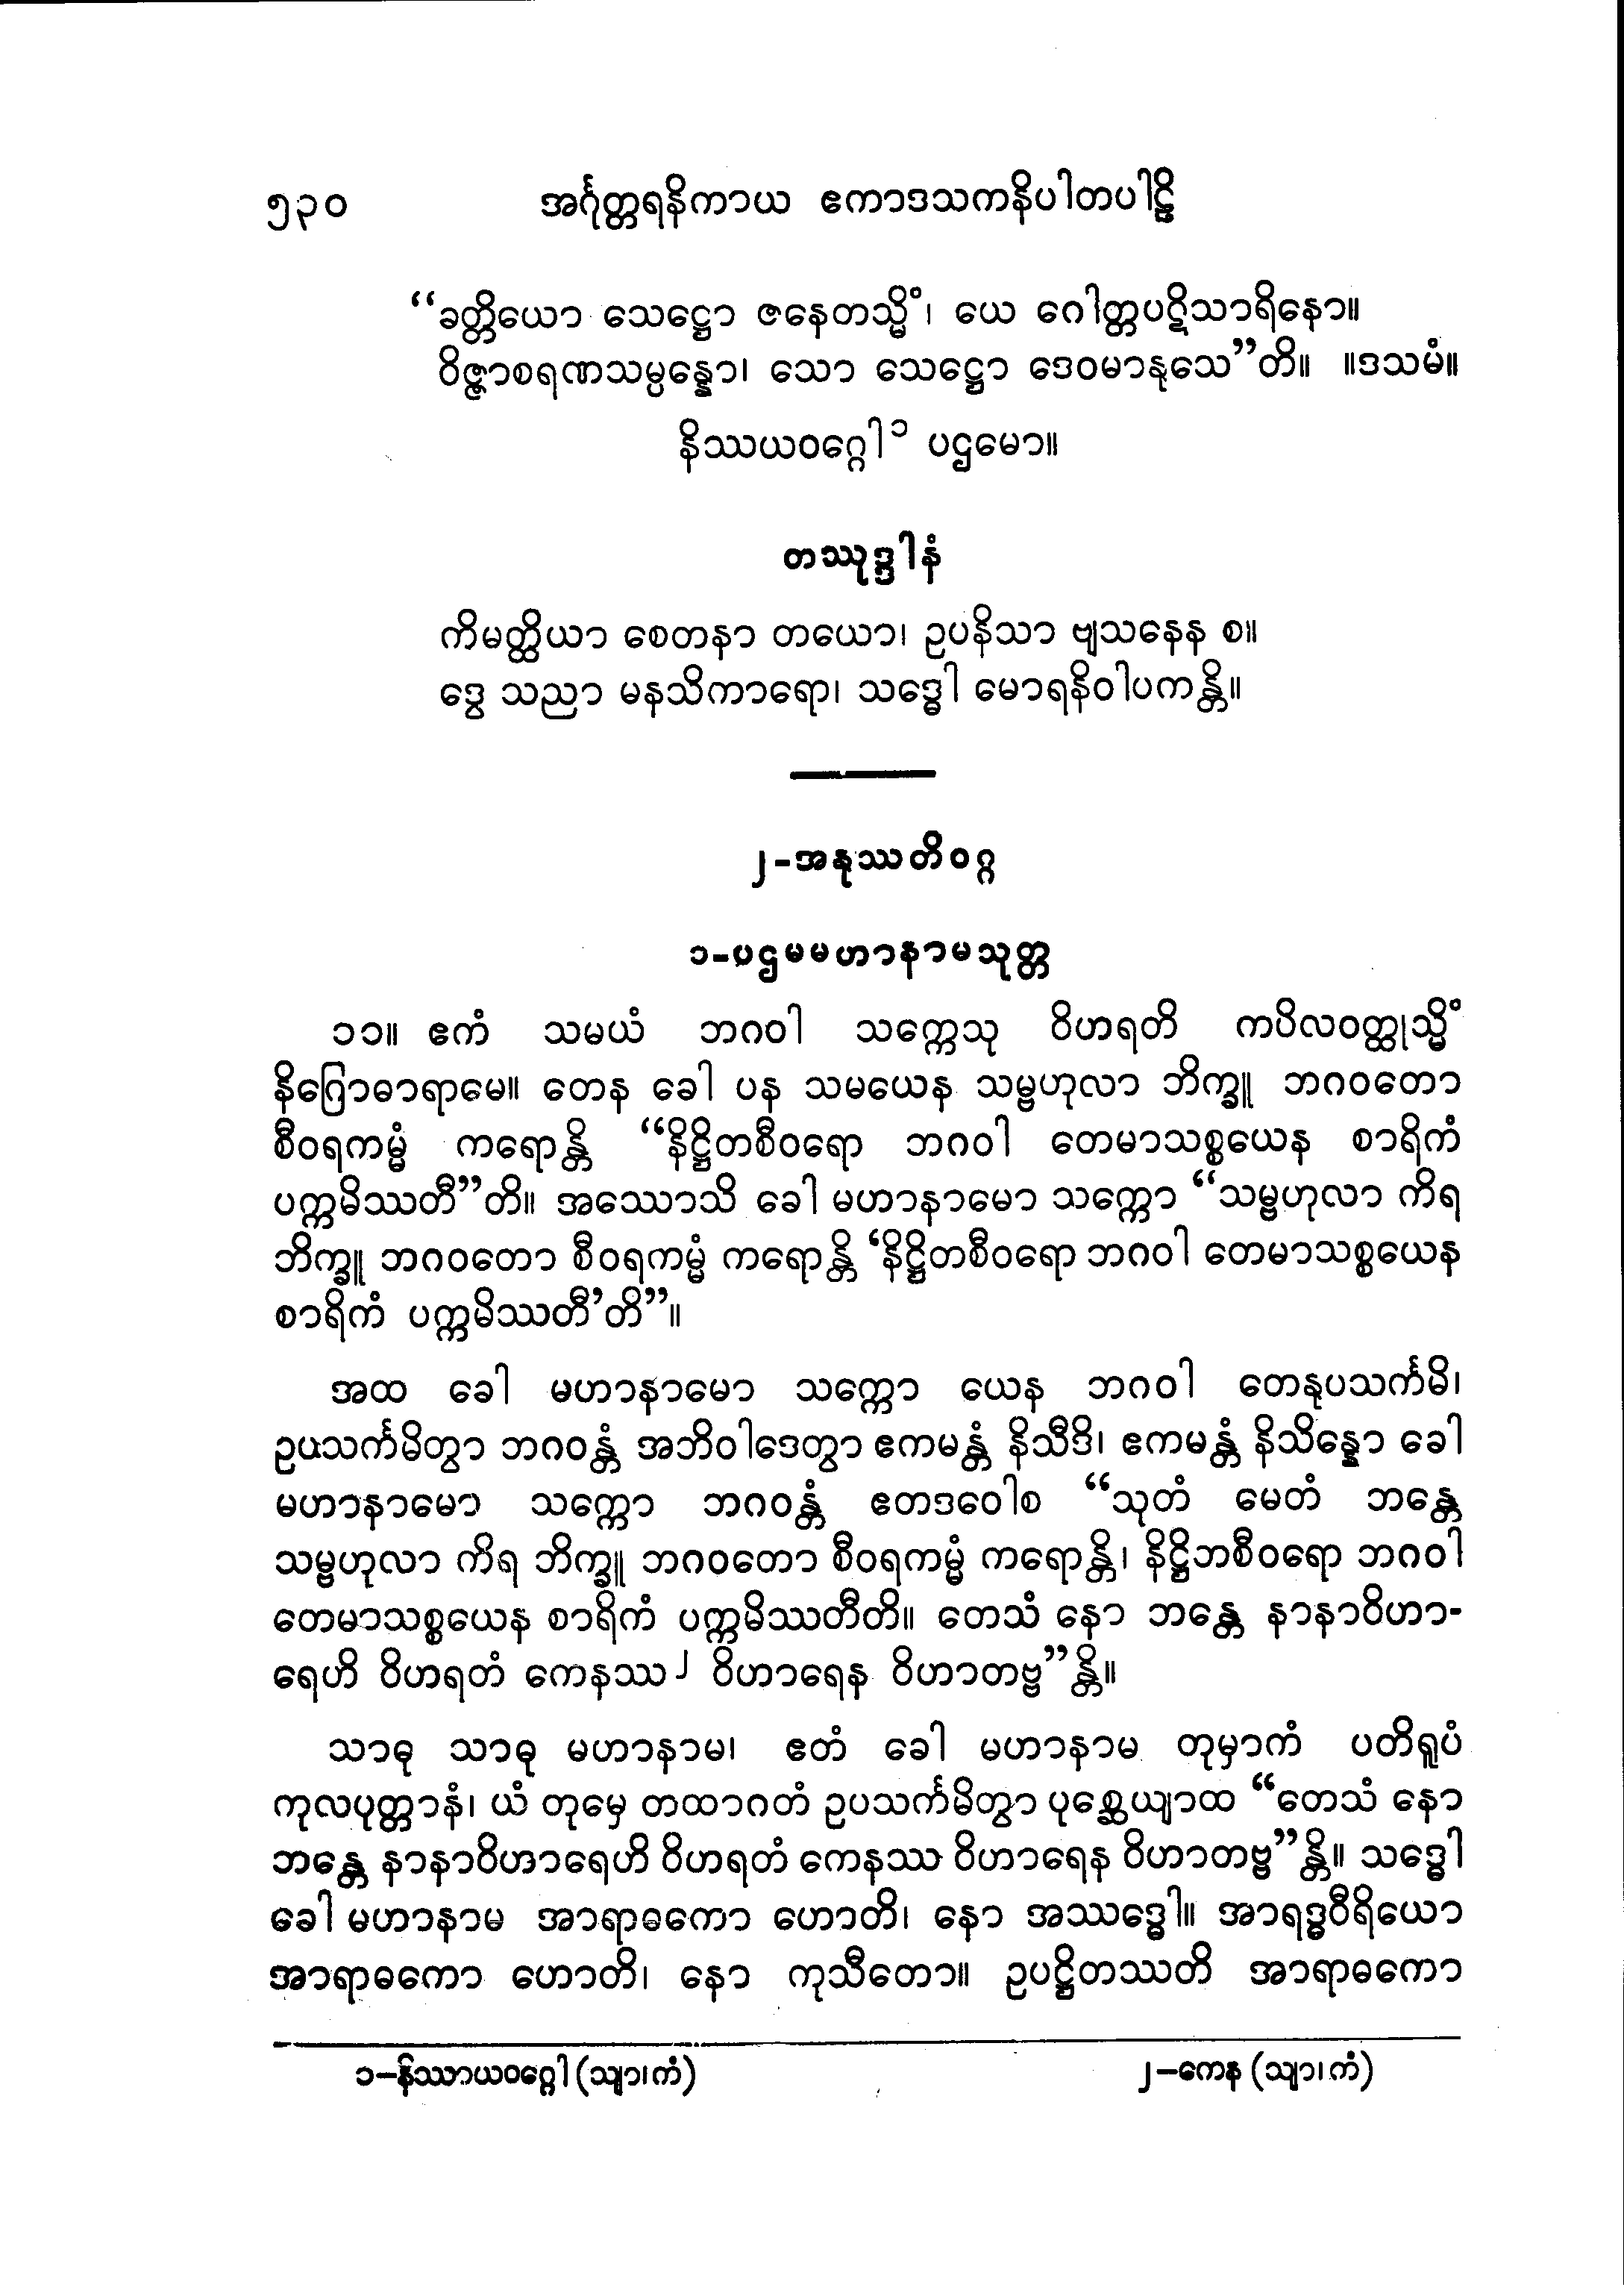 ၅၃၀ အင်္ဂုတ္တရနိကာယ ဧကာဒသကနိပါတပါဠိ
“ခတ္တိယော သေဋ္ဌော ဇနေတသ္မိံ၊ ယေ ဂေါတ္တပဋိသာရိနော။
ဝိဇ္ဇာစရဏသမ္ပန္နော၊ သော သေဋ္ဌော ဒေဝမာနုသေ”တိ။ ။ဒသမံ။
နိဿယဝဂ္ဂေါ ၁ ပဌမော။
တဿုဒ္ဒါနံ
ကိမတ္ထိယာ စေတနာ တယော၊ ဥပနိသာ ဗျသနေန စ။
ဒွေ သညာ မနသိကာရော၊ သဒ္ဓေါ မောရနိဝါပကန္တိ။
၂-အနုဿတိဝဂ္ဂ
၁-ပဌမမဟာနာမသုတ္တ
၁၁။ ဧကံ သမယံ ဘဂဝါ သက္ကေသု ဝိဟရတိ ကပိလဝတ္ထုသ္မိံ
နိဂြောဓာရာမေ။ တေန ခေါ ပန သမယေန သမ္ဗဟုလာ ဘိက္ခူ ဘဂဝတော
စီဝရကမ္မံ ကရောန္တိ “နိဋ္ဌိတစီဝရော ဘဂဝါ တေမာသစ္စယေန စာရိကံ
ပက္ကမိဿတီ”တိ။ အဿောသိ ခေါ မဟာနာမော သက္ကော “သမ္ဗဟုလာ ကိရ
ဘိက္ခူ ဘဂဝတော စီဝရကမ္မံ ကရောန္တိ ‘နိဋ္ဌိတစီဝရော ဘဂဝါ တေမာသစ္စယေန
စာရိကံ ပက္ကမိဿတီ’တိ”။
အထ ခေါ မဟာနာမော သက္ကော ယေန ဘဂဝါ တေနုပသင်္ကမိ၊
ဥပသင်္ကမိတွာ ဘဂဝန္တံ အဘိဝါဒေတွာ ဧကမန္တံ နိသီဒိ၊ ဧကမန္တံ နိသိန္နော ခေါ
မဟာနာမော သက္ကော ဘဂဝန္တံ ဧတဒဝေါစ “သုတံ မေတံ ဘန္တေ
သမ္ဗဟုလာ ကိရ ဘိက္ခူ ဘဂဝတော စီဝရကမ္မံ ကရောန္တိ၊ နိဋ္ဌိဘစီဝရော ဘဂဝါ
တေမာသစ္စယေန စာရိကံ ပက္ကမိဿတီတိ။ တေသံ နော ဘန္တေ နာနာဝိဟာ-
ရေဟိ ဝိဟရတံ ကေနဿ ၂ ဝိဟာရေန ဝိဟာတဗ္ဗ”န္တိ။
သာဓု သာဓု မဟာနာမ၊ ဧတံ ခေါ မဟာနာမ တုမှာကံ ပတိရူပံ
ကုလပုတ္တာနံ၊ ယံ တုမှေ တထာဂတံ ဥပသင်္ကမိတွာ ပုစ္ဆေယျာထ “တေသံ နော
ဘန္တေ နာနာဝိဟာရေဟိ ဝိဟရတံ ကေနဿ ဝိဟာရေန ဝိဟာတဗ္ဗ”န္တိ။ သဒ္ဓေါ
ခေါ မဟာနာမ အာရာဓကော ဟောတိ၊ နော အဿဒ္ဓေါ။ အာရဒ္ဓဝီရိယော
အာရာဓကော ဟောတိ၊ နော ကုသီတော။ ဥပဋ္ဌိတဿတိ အာရာဓကော
၁–နိဿာယဝဂ္ဂေါ (သျာ၊ ကံ) ၂–ကေန (သျာ၊ ကံ)